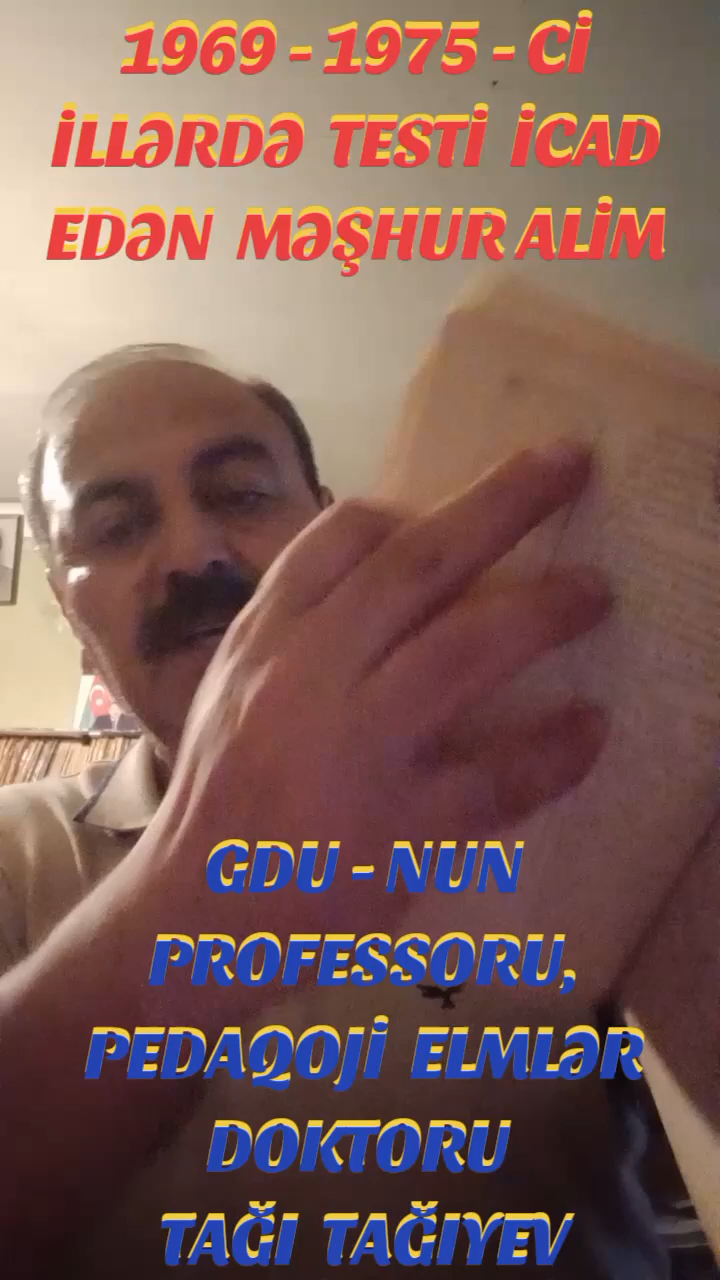 1969 - 1975 - Cİ
İLLƏRDƏ TESTİ İCAD
EDƏN MƏŞHUR ALİM
GDU - NUN
PROFESSORU,
PEDAQOJİ ELMLƏR
DOKTORU
TAĞI TAĞIYEV